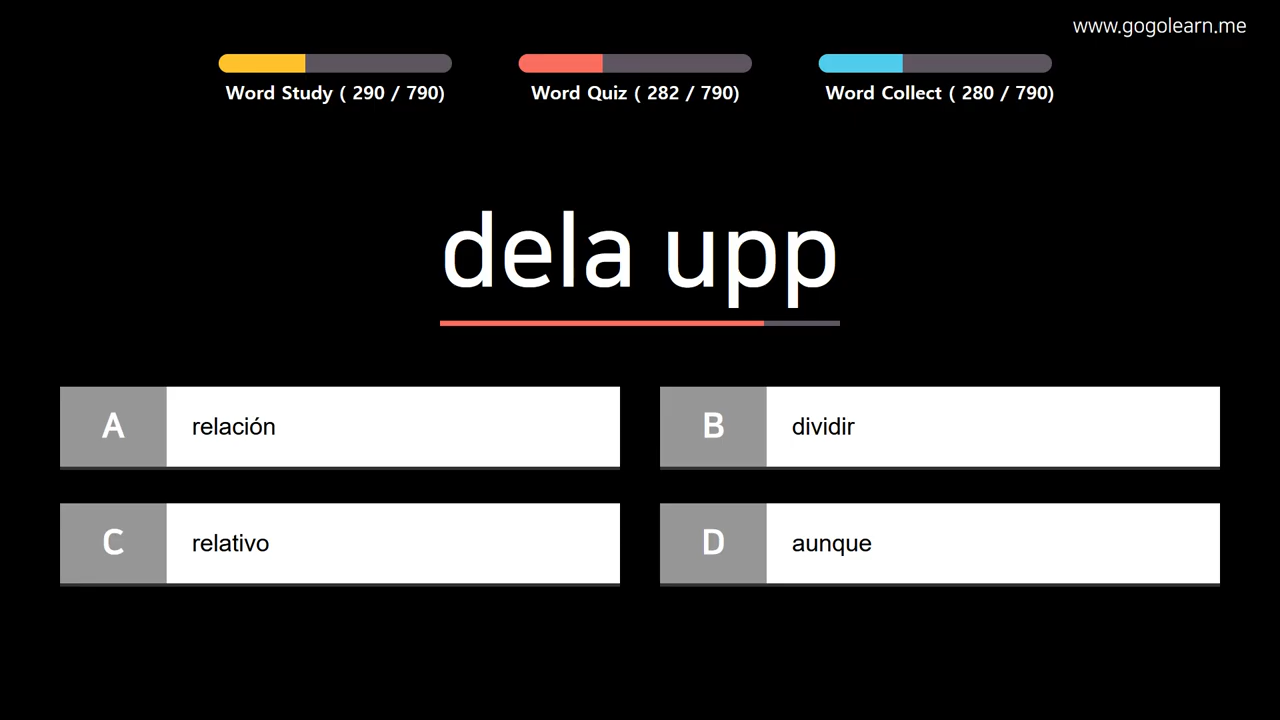 www.gogolearn.me
Word Study ( 290 / 790)
Word Quiz ( 282 / 790)
Word Collect ( 280 / 790)
dela upp
A relación
B dividir
C relativo
D aunque